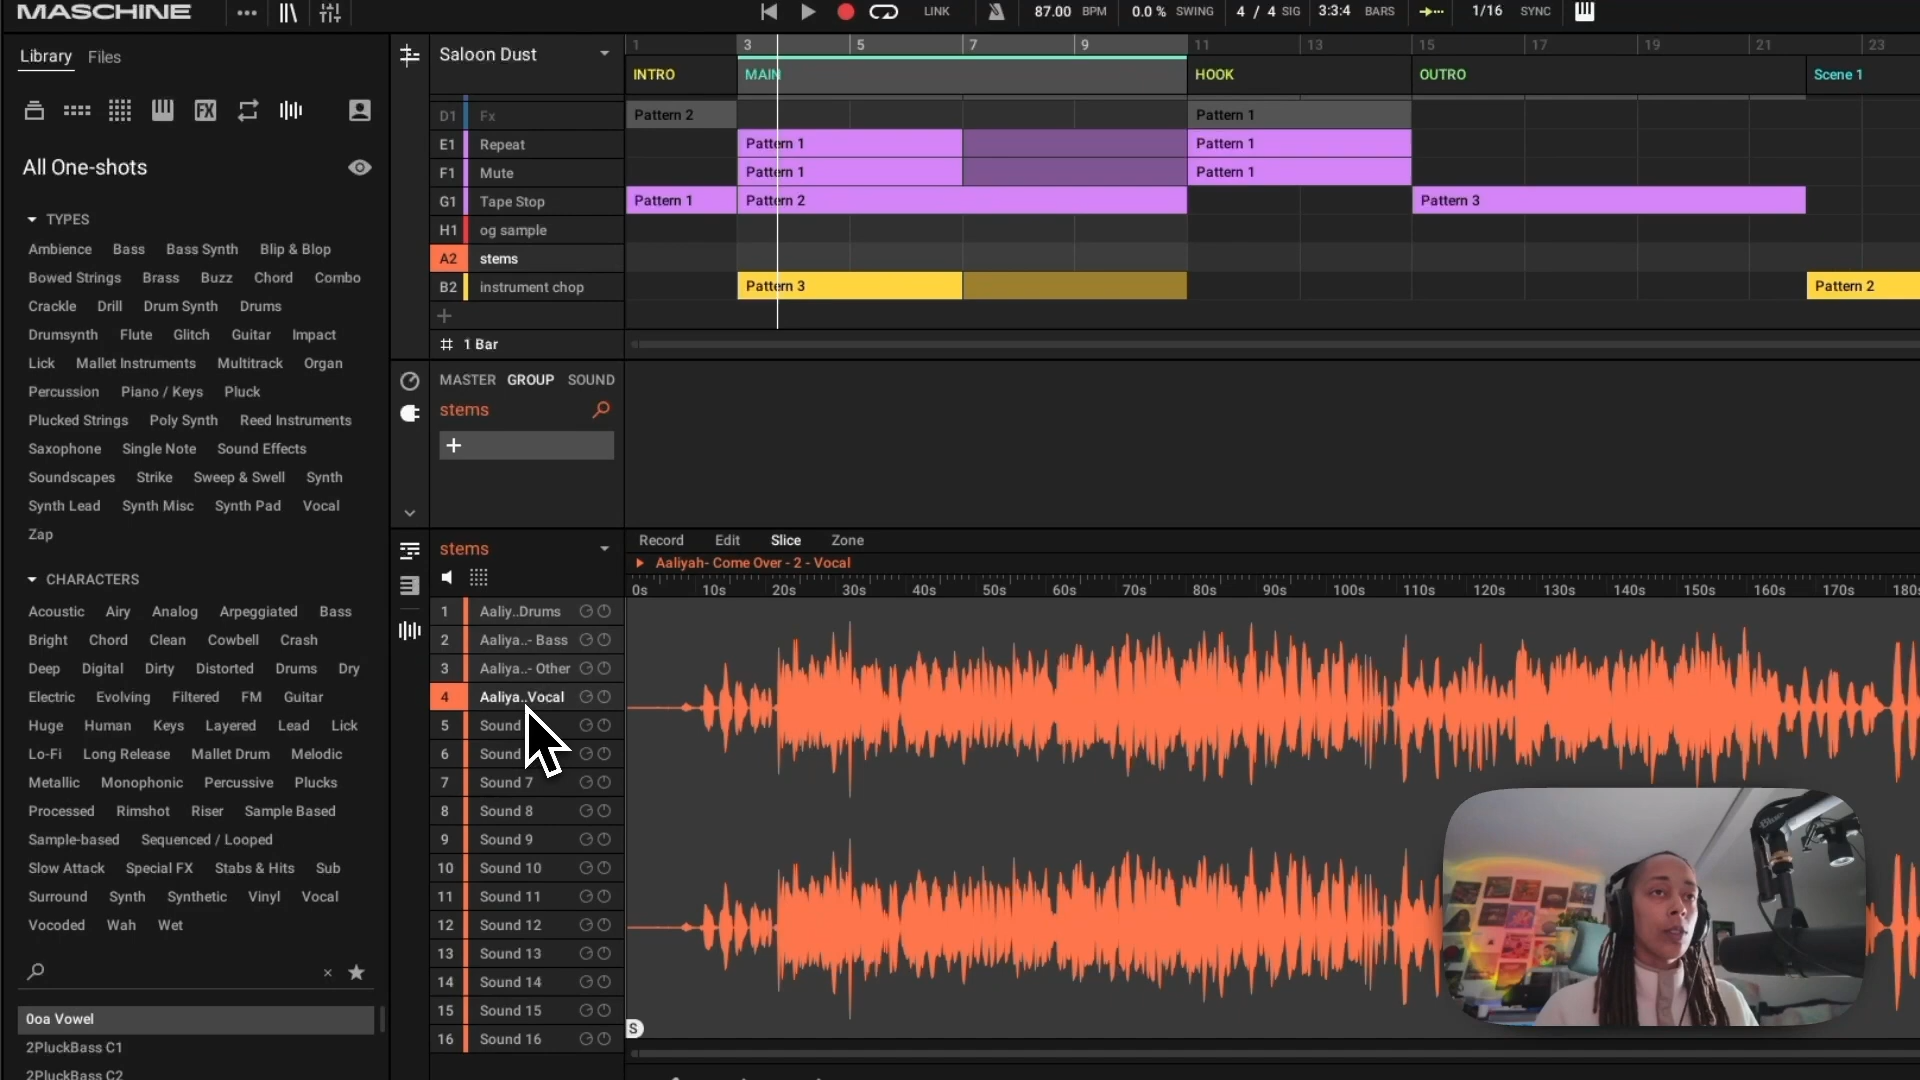 MASCHINE
LINK
87.00 BPM
0.0 % SWING
4 / 4 SIG
3:3:4 BARS
1/16 SYNC
Library Files
Saloon Dust
1 3 5 7 9 11 13 15 17 19 21 23
INTRO MAIN HOOK OUTRO Scene 1
FX
D1 Fx Pattern 2 Pattern 1
E1 Repeat Pattern 1 Pattern 1
F1 Mute Pattern 1 Pattern 1
G1 Tape Stop Pattern 1 Pattern 2 Pattern 3
H1 og sample
A2 stems
B2 instrument chop Pattern 3 Pattern 2
1 Bar
All One-shots
TYPES
Ambience Bass Bass Synth Blip & Blop
Bowed Strings Brass Buzz Chord Combo
Crackle Drill Drum Synth Drums
Drumsynth Flute Glitch Guitar Impact
Lick Mallet Instruments Multitrack Organ
Percussion Piano / Keys Pluck
Plucked Strings Poly Synth Reed Instruments
Saxophone Single Note Sound Effects
Soundscapes Strike Sweep & Swell Synth
Synth Lead Synth Misc Synth Pad Vocal
Zap
CHARACTERS
Acoustic Airy Analog Arpeggiated Bass
Bright Chord Clean Cowbell Crash
Deep Digital Dirty Distorted Drums Dry
Electric Evolving Filtered FM Guitar
Huge Human Keys Layered Lead Lick
Lo-Fi Long Release Mallet Drum Melodic
Metallic Monophonic Percussive Plucks
Processed Rimshot Riser Sample Based
Sample-based Sequenced / Looped
Slow Attack Special FX Stabs & Hits Sub
Surround Synth Synthetic Vinyl Vocal
Vocoded Wah Wet
0oa Vowel
2PluckBass C1
2PluckBass C2
MASTER GROUP SOUND
stems
stems
Record Edit Slice Zone
Aaliyah- Come Over - 2 - Vocal
0s 10s 20s 30s 40s 50s 60s 70s 80s 90s 100s 110s 120s 130s 140s 150s 160s 170s 180s
1 Aaliy..Drums
2 Aaliya..- Bass
3 Aaliya..- Other
4 Aaliya..Vocal
5 Sound
6 Sound
7 Sound 7
8 Sound 8
9 Sound 9
10 Sound 10
11 Sound 11
12 Sound 12
13 Sound 13
14 Sound 14
15 Sound 15
16 Sound 16
S